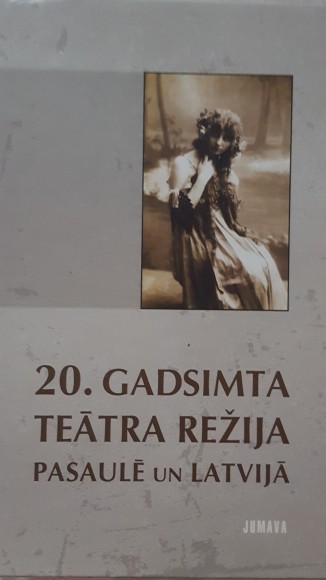 20. GADSIMTA
TEĀTRA REŽIJA
PASAULĒ UN LATVIJĀ
JUMAVA